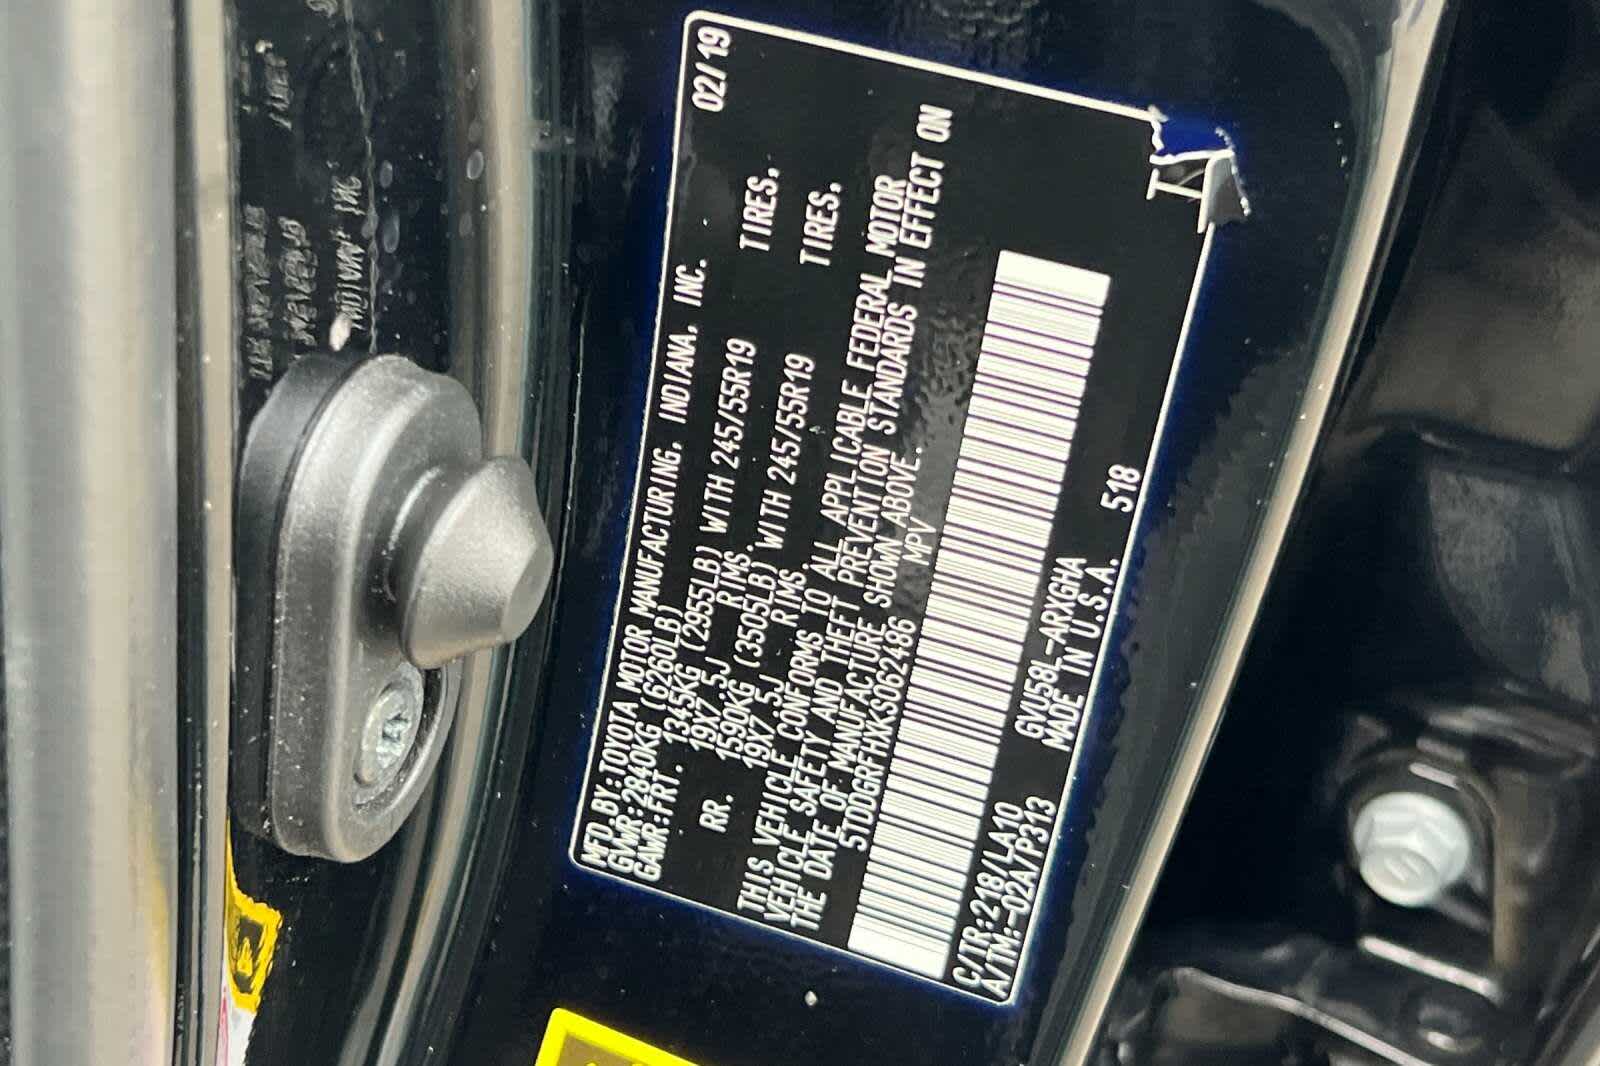 MFD BY:TOYOTA MOTOR MANUFACTURING, INDIANA, INC. 02/19
GVWR:2840KG (6260LB)
GAWR:FRT. 1345KG (2955LB) WITH 245/55R19 TIRES,
19X7.5J RIMS.
RR. 1590KG (3505LB) WITH 245/55R19 TIRES,
19X7.5J RIMS.
THIS VEHICLE CONFORMS TO ALL APPLICABLE FEDERAL MOTOR
VEHICLE SAFETY AND THEFT PREVENTION STANDARDS IN EFFECT ON
THE DATE OF MANUFACTURE SHOWN ABOVE.
5TDDGRFHXKS062486 MPV
C/TR:218/LA10 GVU58L-ARXGHA
A/TM:-02A/P313 MADE IN U.S.A. 518